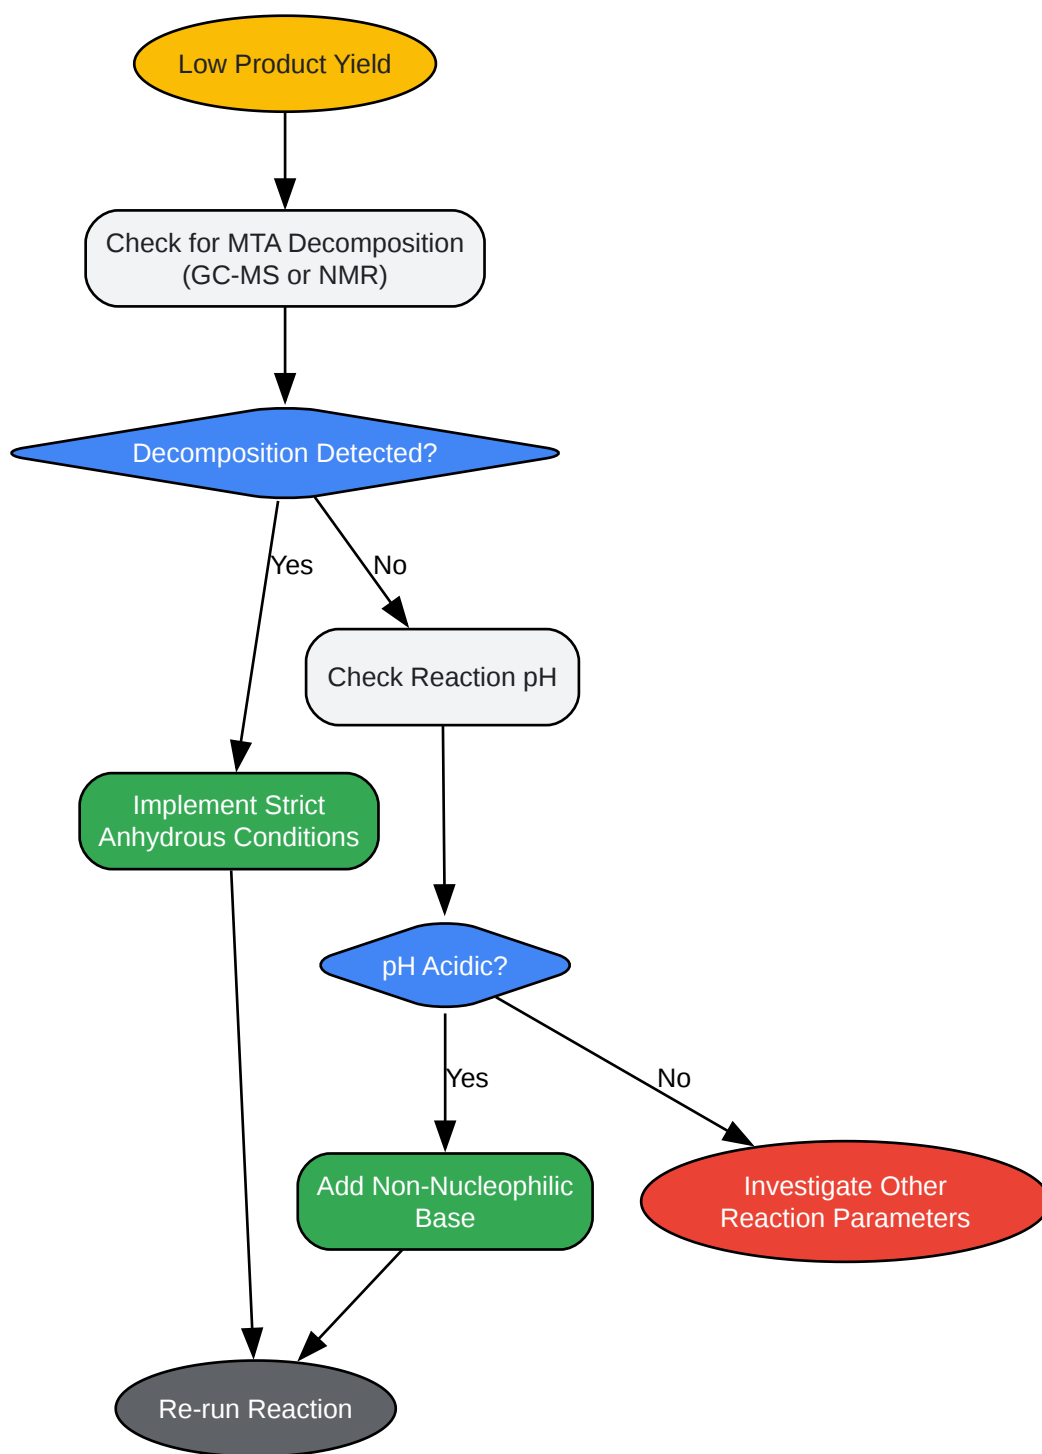 Low Product Yield
Check for MTA Decomposition
(GC-MS or NMR)
Decomposition Detected?
Yes
No
Check Reaction pH
Implement Strict
Anhydrous Conditions
pH Acidic?
Yes
No
Add Non-Nucleophilic
Base
Investigate Other
Reaction Parameters
Re-run Reaction